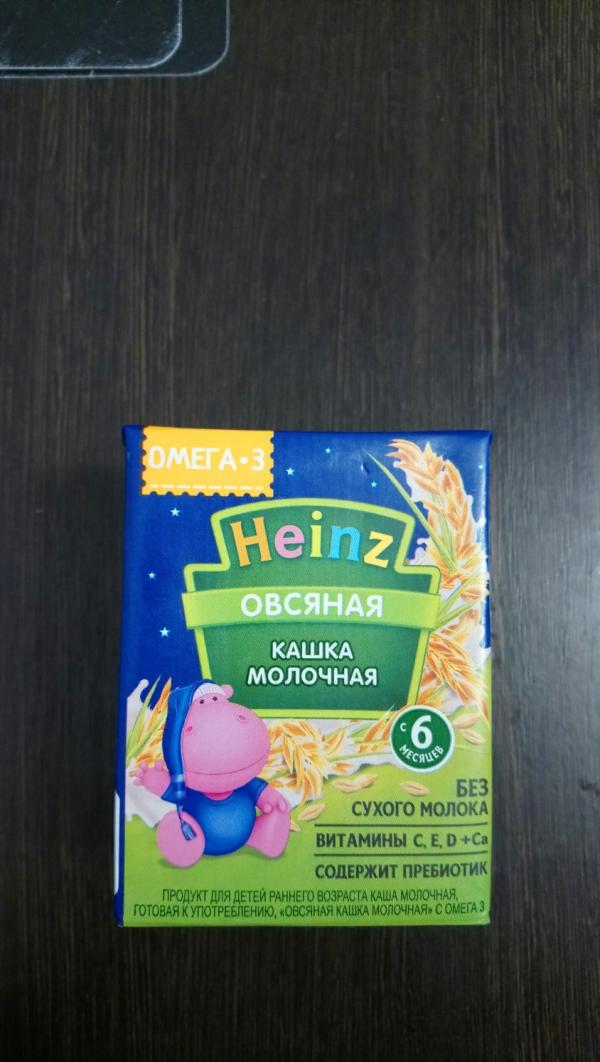 ОМЕГА•3
Heinz
ОВСЯНАЯ
КАШКА
МОЛОЧНАЯ
С 6
МЕСЯЦЕВ
БЕЗ
СУХОГО МОЛОКА
ВИТАМИНЫ C, E, D +Ca
СОДЕРЖИТ ПРЕБИОТИК
ПРОДУКТ ДЛЯ ДЕТЕЙ РАННЕГО ВОЗРАСТА КАША МОЛОЧНАЯ,
ГОТОВАЯ К УПОТРЕБЛЕНИЮ, «ОВСЯНАЯ КАШКА МОЛОЧНАЯ» С ОМЕГА 3